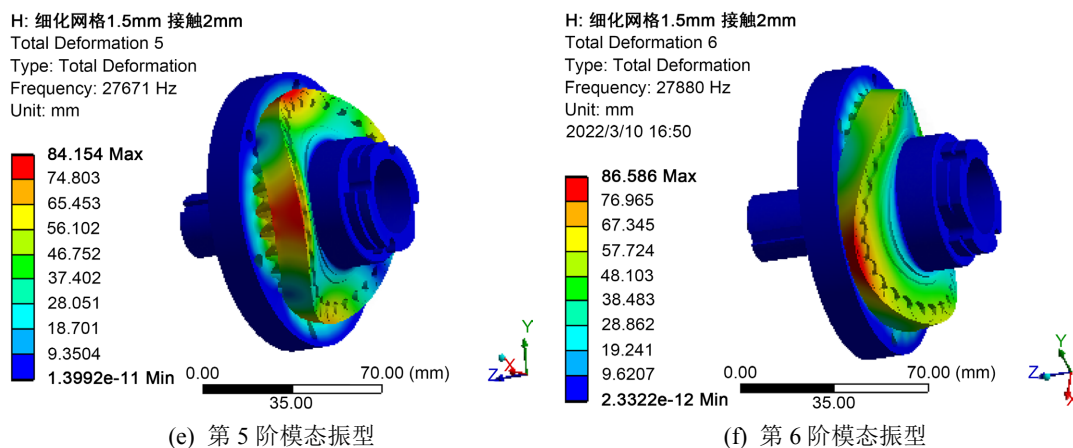 H: 细化网格1.5mm 接触2mm
Total Deformation 5
Type: Total Deformation
Frequency: 27671 Hz
Unit: mm
84.154 Max
74.803
65.453
56.102
46.752
37.402
28.051
18.701
9.3504
1.3992e-11 Min
0.00
70.00 (mm)
35.00
Y
X
Z
(e) 第 5 阶模态振型
H: 细化网格1.5mm 接触2mm
Total Deformation 6
Type: Total Deformation
Frequency: 27880 Hz
Unit: mm
2022/3/10 16:50
86.586 Max
76.965
67.345
57.724
48.103
38.483
28.862
19.241
9.6207
2.3322e-12 Min
0.00
70.00 (mm)
35.00
Y
Z
X
(f) 第 6 阶模态振型